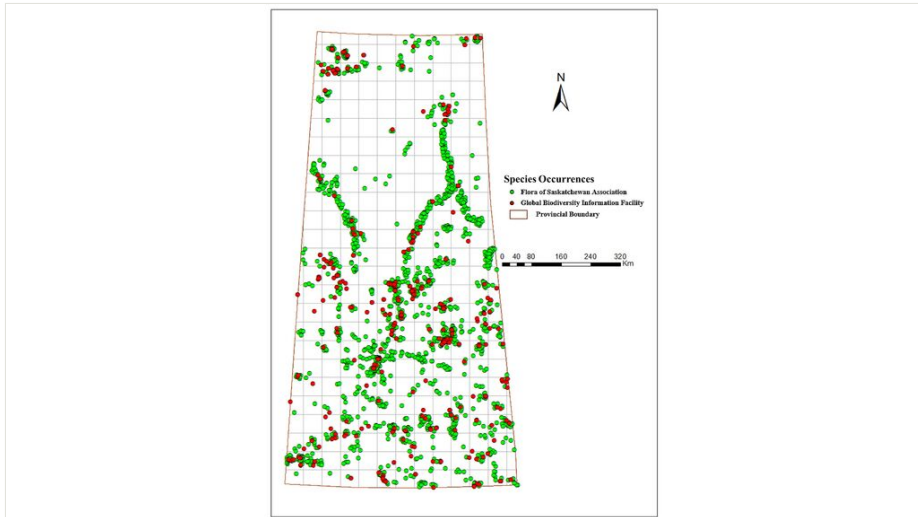 N
Species Occurrences
Flora of Saskatchewan Association
Global Biodiversity Information Facility
Provincial Boundary
0 40 80 160 240 320
Km